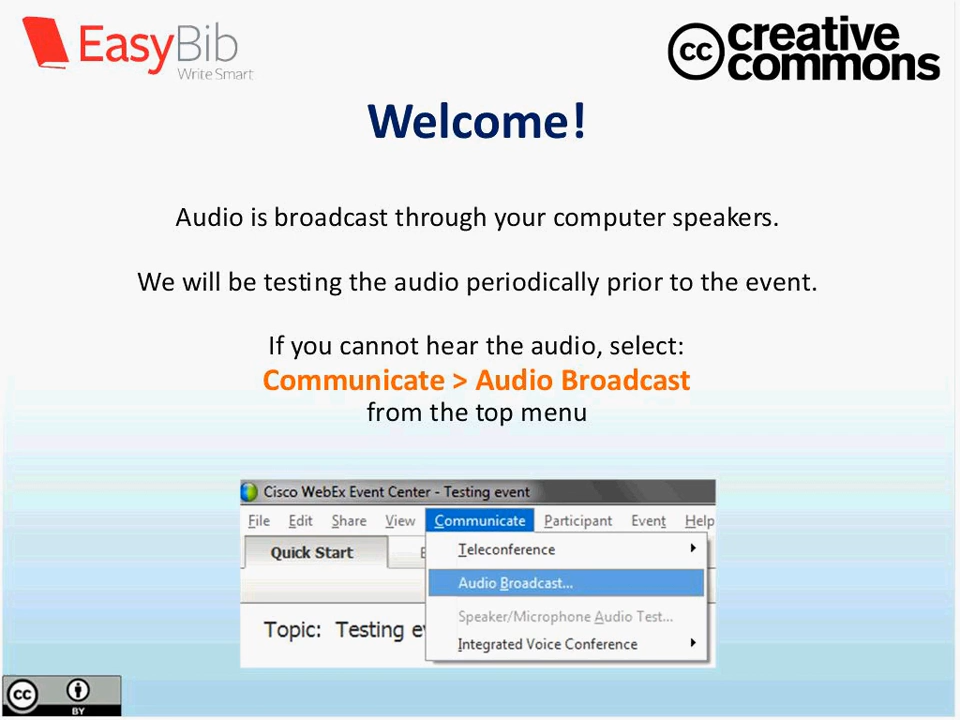 EasyBib
Write Smart
cc creative commons
Welcome!
Audio is broadcast through your computer speakers.
We will be testing the audio periodically prior to the event.
If you cannot hear the audio, select:
Communicate > Audio Broadcast
from the top menu
Cisco WebEx Event Center - Testing event
File Edit Share View Communicate Participant Event Help
Quick Start
Teleconference
Audio Broadcast...
Speaker/Microphone Audio Test...
Topic: Testing
Integrated Voice Conference
cc
BY